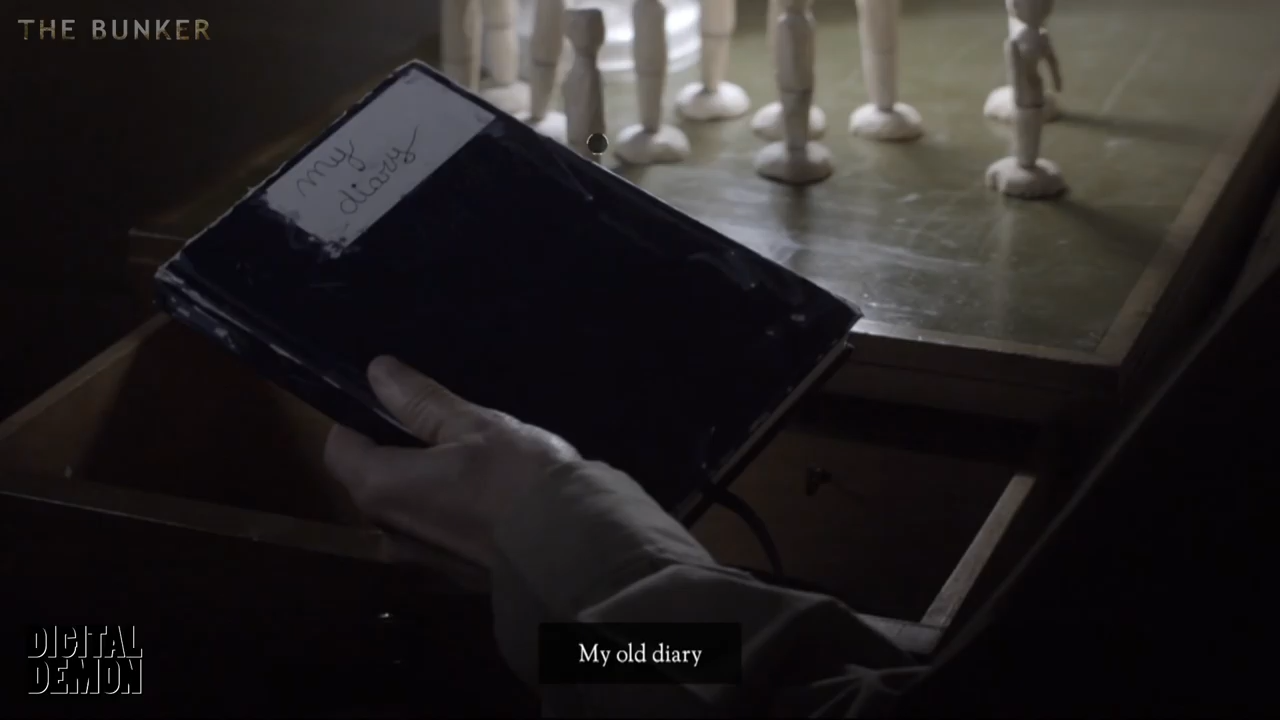 THE BUNKER
my
diary
My old diary
DIGITAL
DEMON